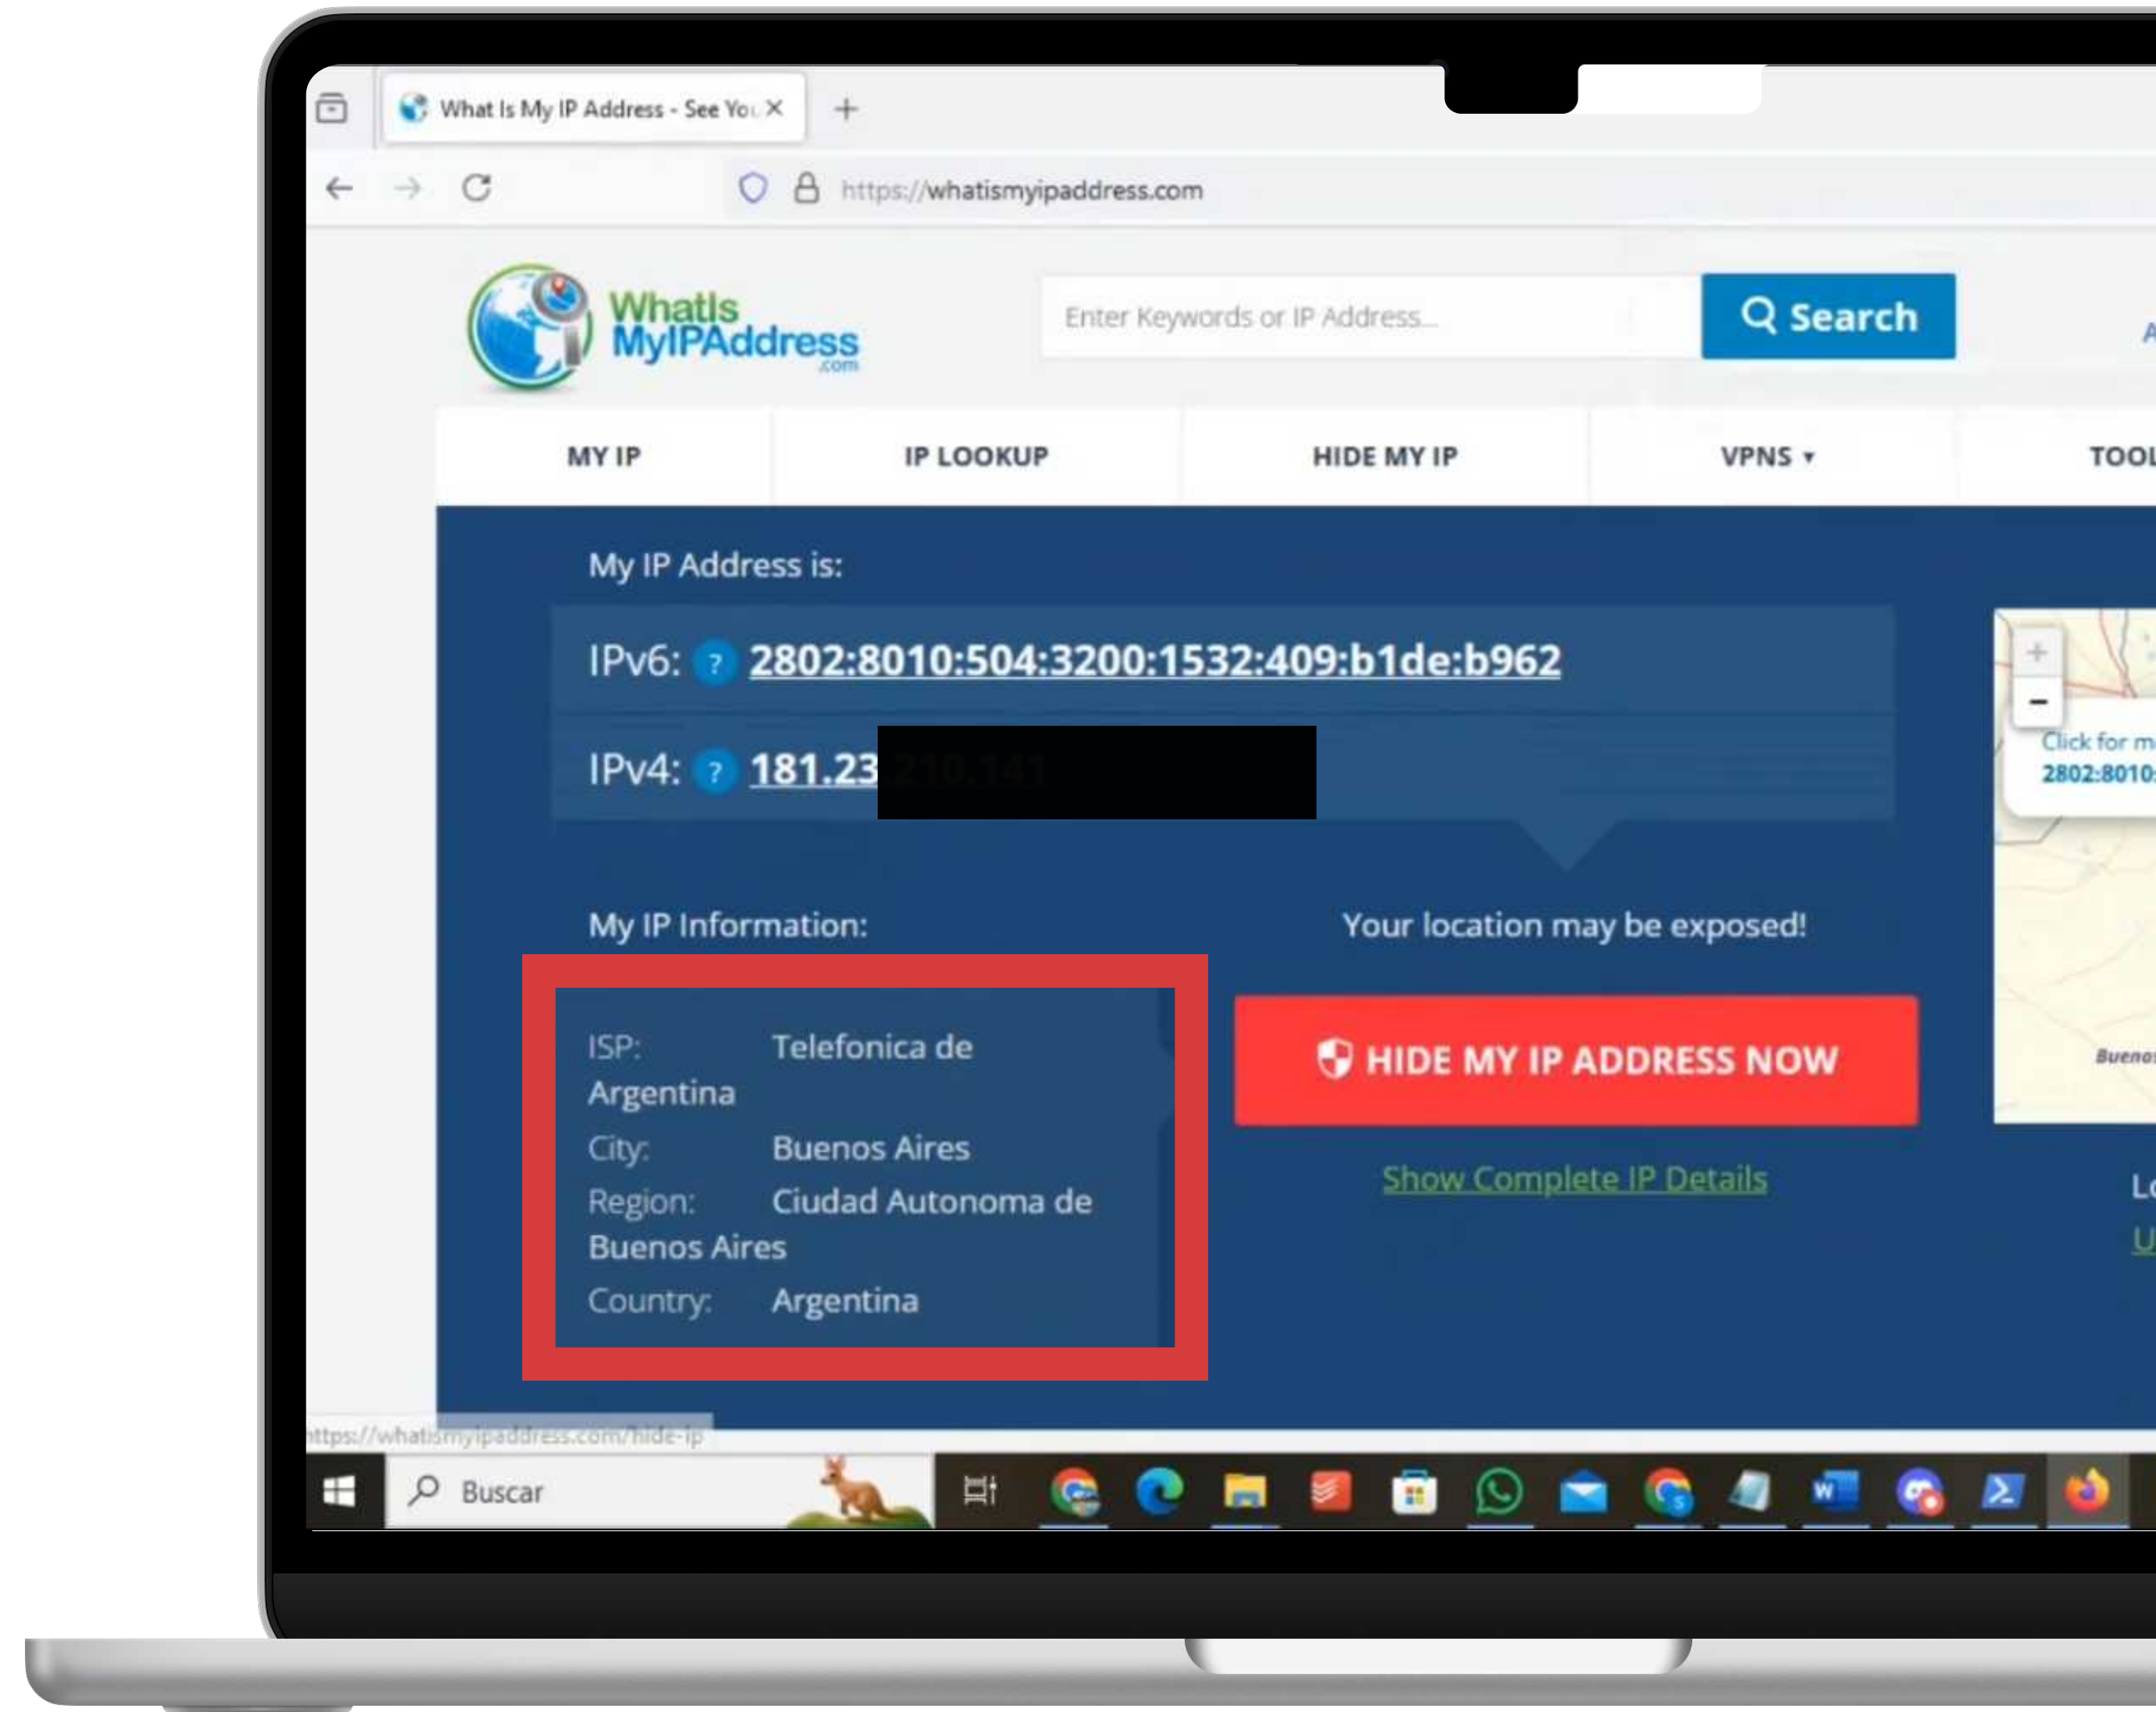 What Is My IP Address - See You
https://whatismyipaddress.com
WhatIs
MyIPAddress
.com
Enter Keywords or IP Address...
Search
A
MY IP
IP LOOKUP
HIDE MY IP
VPNS
TOOL
My IP Address is:
IPv6: ? 2802:8010:504:3200:1532:409:b1de:b962
IPv4: ? 181.23
Click for m
2802:8010:
My IP Information:
Your location may be exposed!
ISP: Telefonica de
Argentina
City: Buenos Aires
Region: Ciudad Autonoma de
Buenos Aires
Country: Argentina
HIDE MY IP ADDRESS NOW
Show Complete IP Details
Buenos
Lo
U
https://whatismyipaddress.com/hide-ip
Buscar